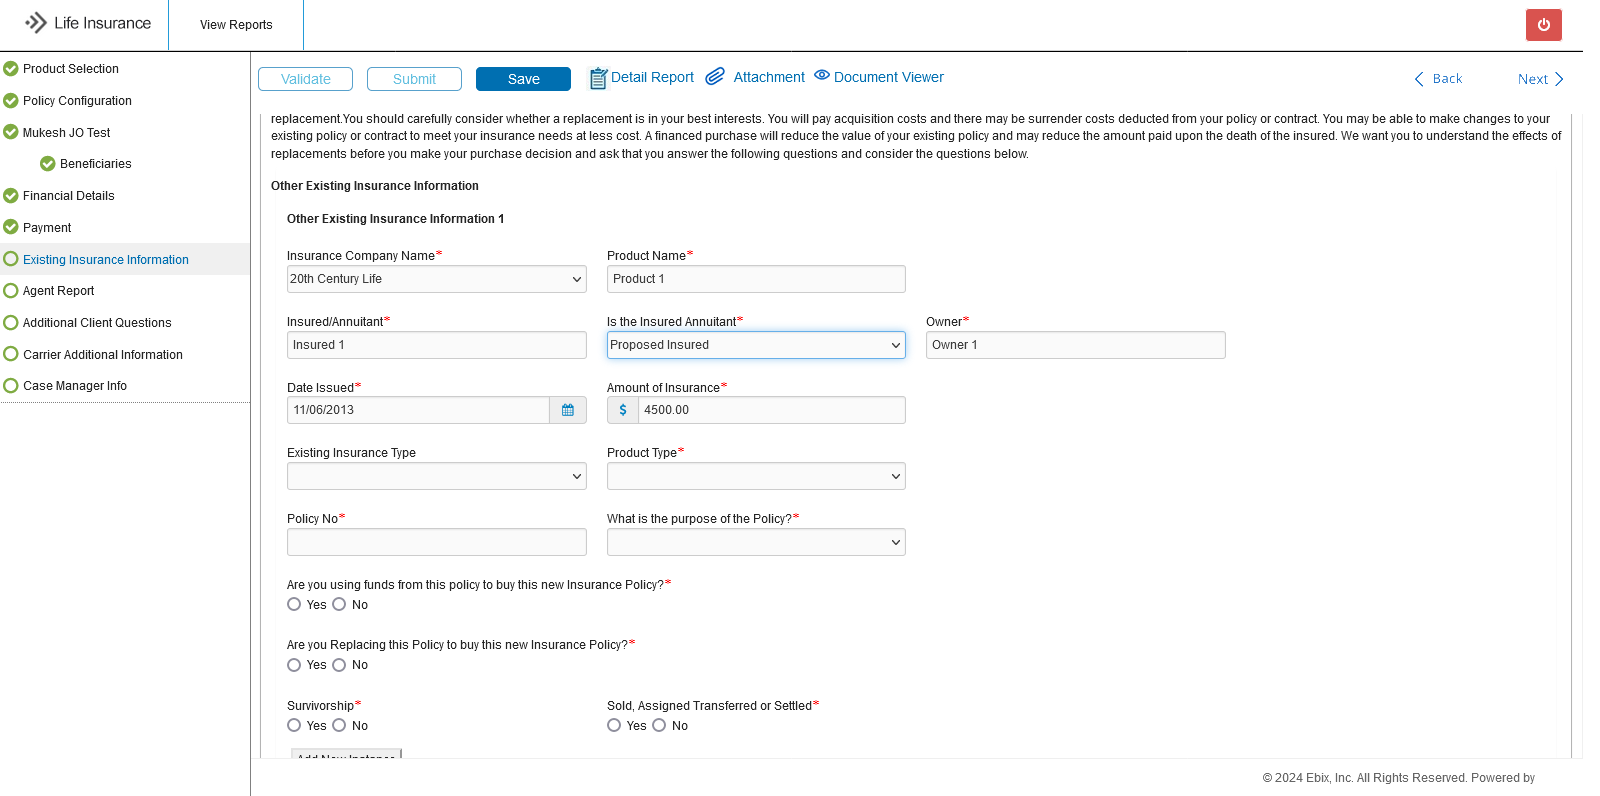 Life Insurance
View Reports
Product Selection
Policy Configuration
Mukesh JO Test
Beneficiaries
Financial Details
Payment
Existing Insurance Information
Agent Report
Additional Client Questions
Carrier Additional Information
Case Manager Info
Validate
Submit
Save
Detail Report
Attachment
Document Viewer
Back
Next
replacement.You should carefully consider whether a replacement is in your best interests. You will pay acquisition costs and there may be surrender costs deducted from your policy or contract. You may be able to make changes to your
existing policy or contract to meet your insurance needs at less cost. A financed purchase will reduce the value of your existing policy and may reduce the amount paid upon the death of the insured. We want you to understand the effects of
replacements before you make your purchase decision and ask that you answer the following questions and consider the questions below.
Other Existing Insurance Information
Other Existing Insurance Information 1
Insurance Company Name* Product Name*
20th Century Life Product 1
Insured/Annuitant* Is the Insured Annuitant* Owner*
Insured 1 Proposed Insured Owner 1
Date Issued* Amount of Insurance*
11/06/2013 $ 4500.00
Existing Insurance Type Product Type*
Policy No* What is the purpose of the Policy?*
Are you using funds from this policy to buy this new Insurance Policy?*
Yes No
Are you Replacing this Policy to buy this new Insurance Policy?*
Yes No
Survivorship* Sold, Assigned Transferred or Settled*
Yes No Yes No
Add New Instance
© 2024 Ebix, Inc. All Rights Reserved. Powered by